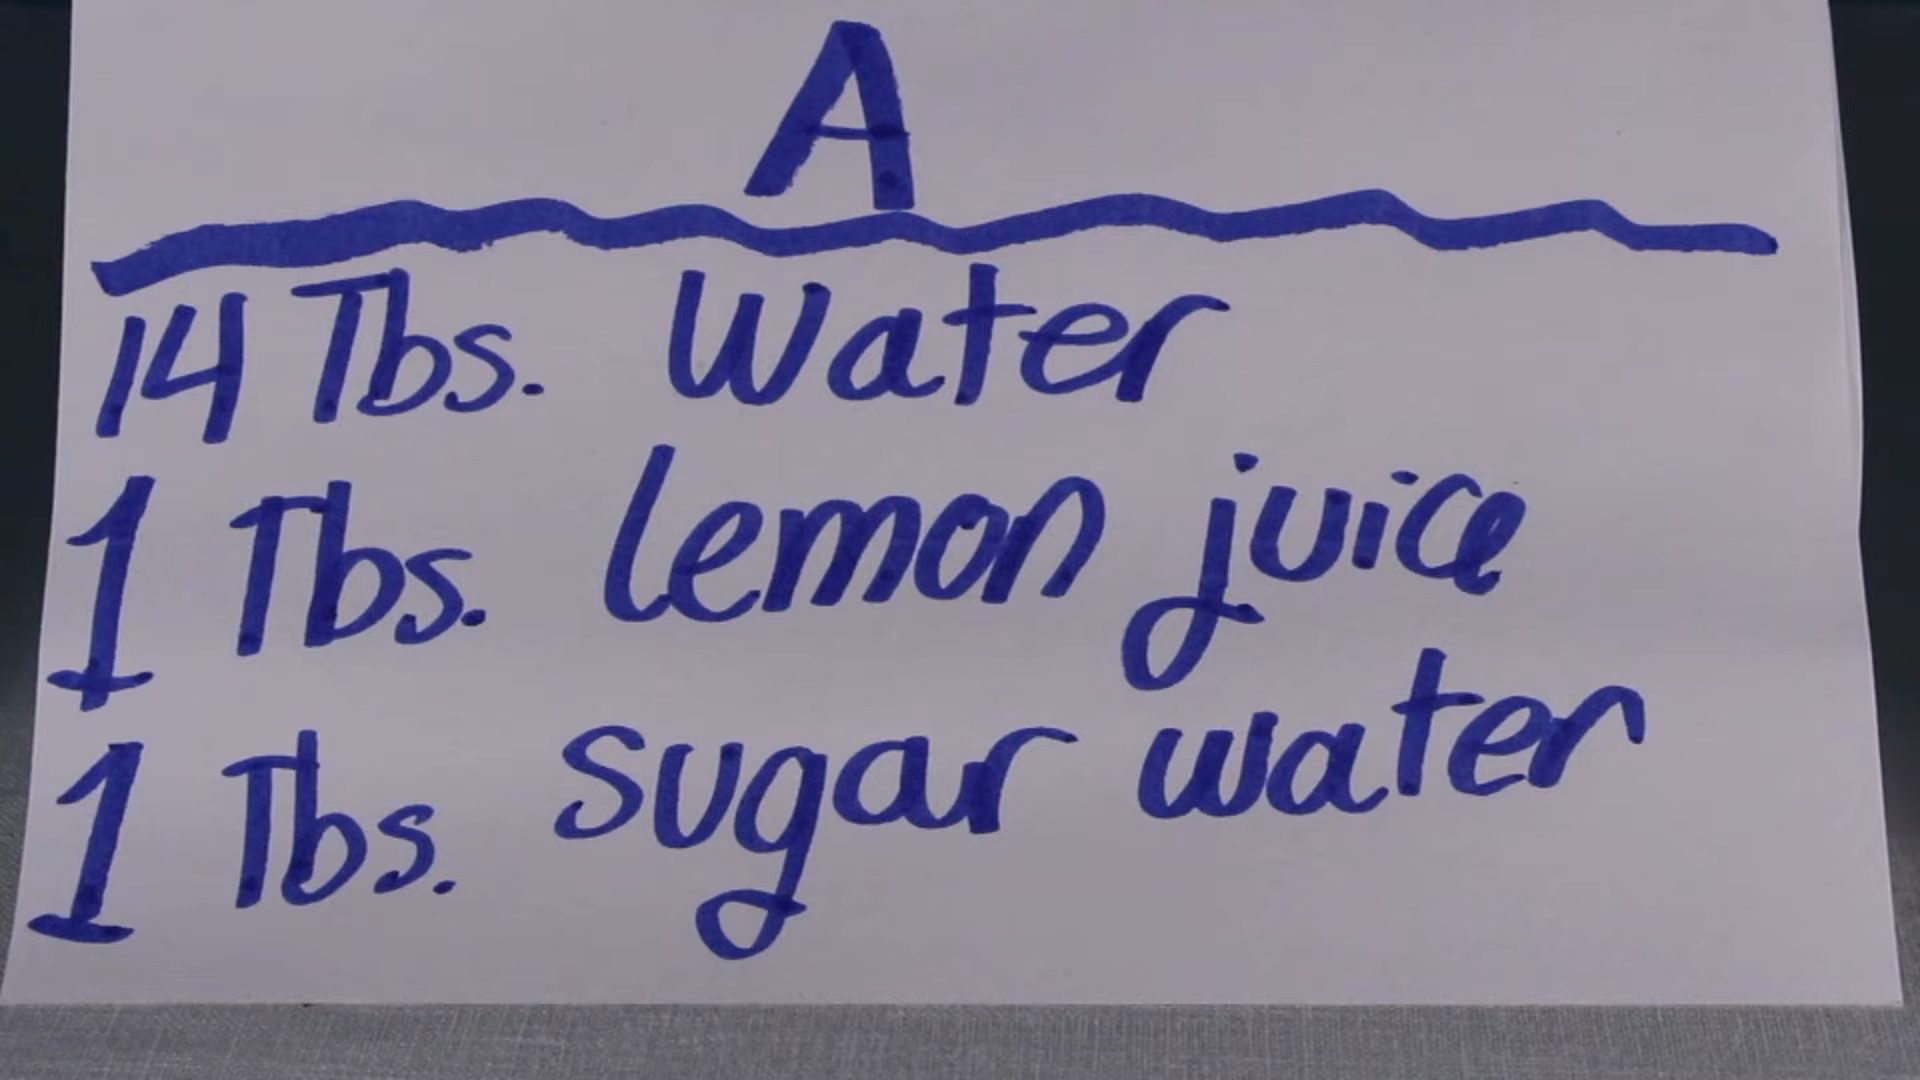 A
14 Tbs. Water
1 Tbs. lemon juice
1 Tbs. sugar water